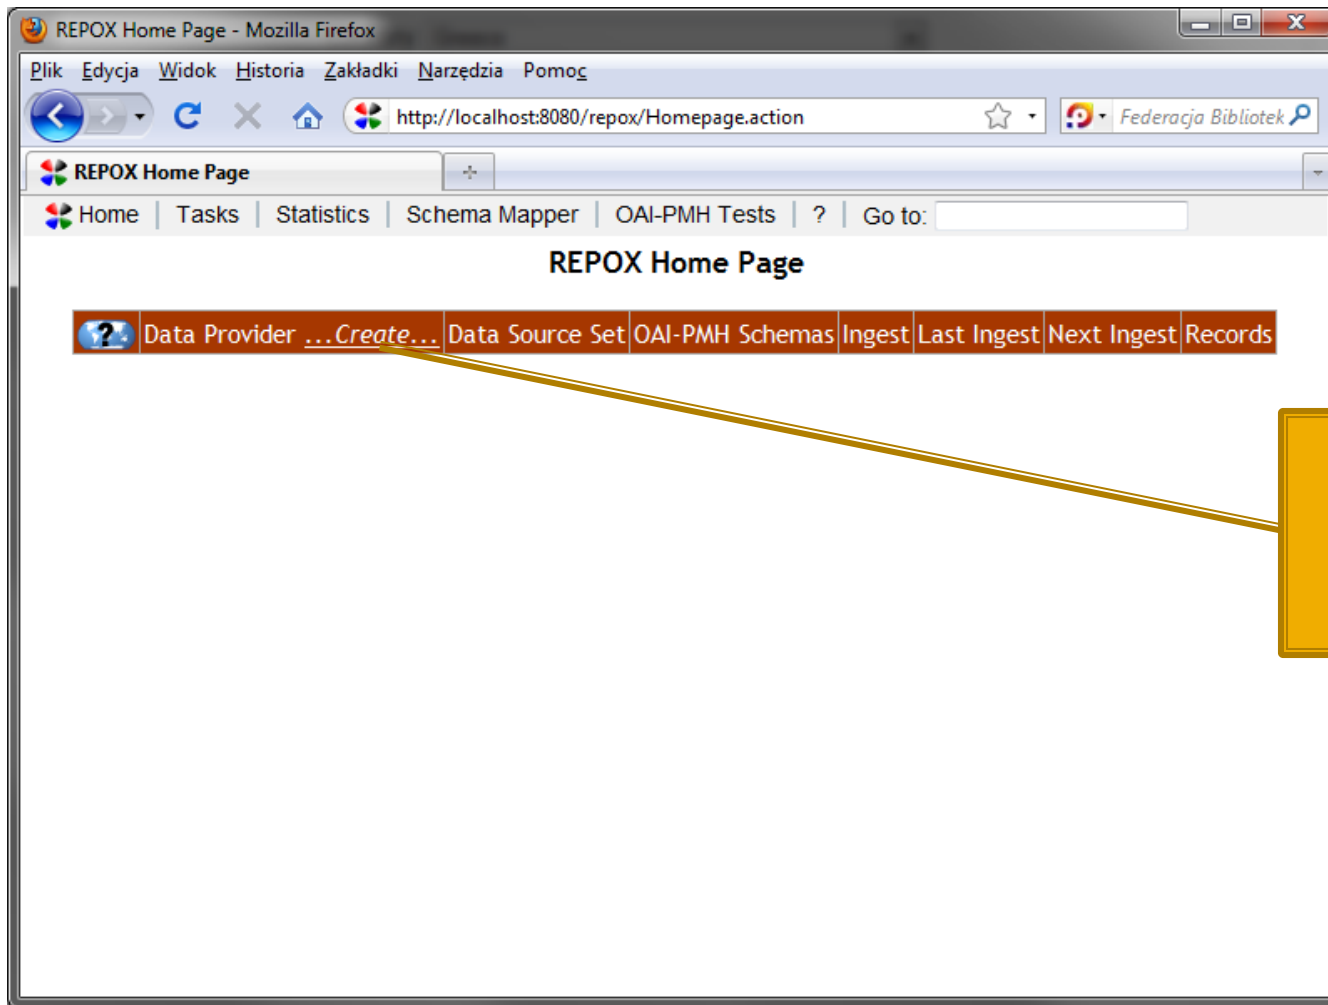 REPOX Home Page - Mozilla Firefox
Plik Edycja Widok Historia Zakładki Narzędzia Pomoc
http://localhost:8080/repox/Homepage.action Federacja Bibliotek
REPOX Home Page
Home | Tasks | Statistics | Schema Mapper | OAI-PMH Tests | ? | Go to:
REPOX Home Page
? Data Provider ...Create... Data Source Set OAI-PMH Schemas Ingest Last Ingest Next Ingest Records